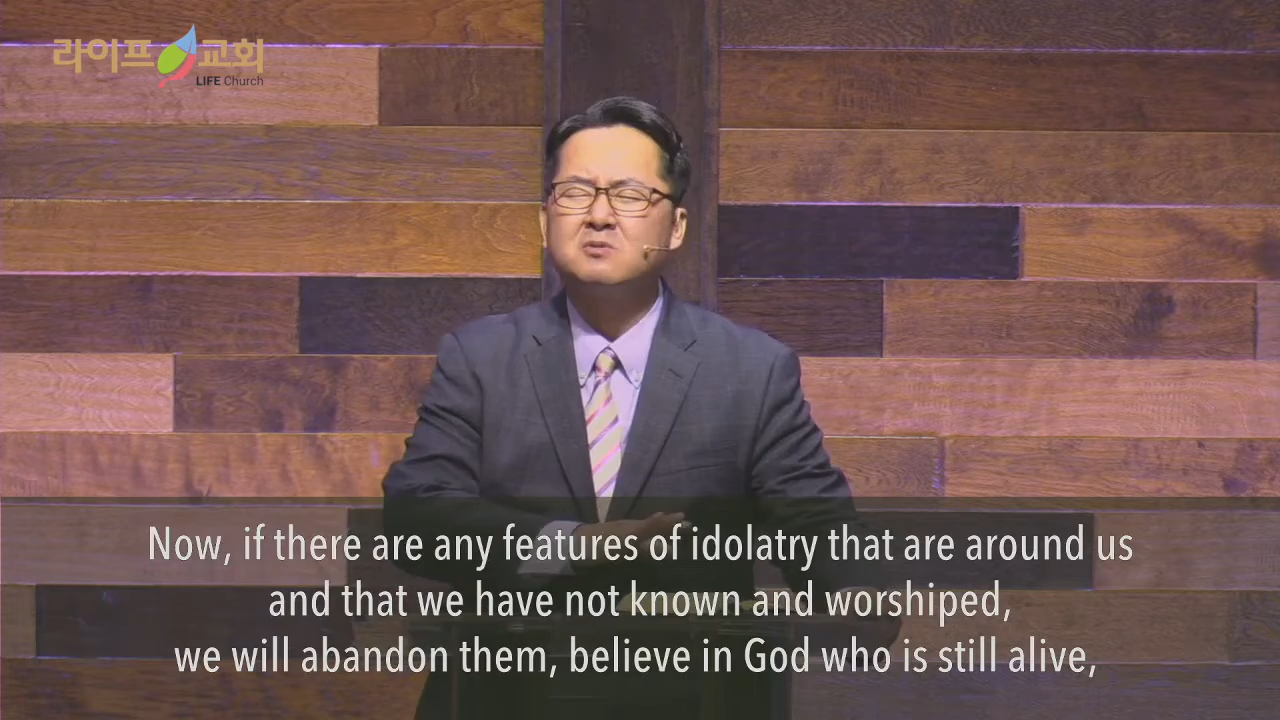 라이프 교회
LIFE Church
Now, if there are any features of idolatry that are around us
and that we have not known and worshiped,
we will abandon them, believe in God who is still alive,